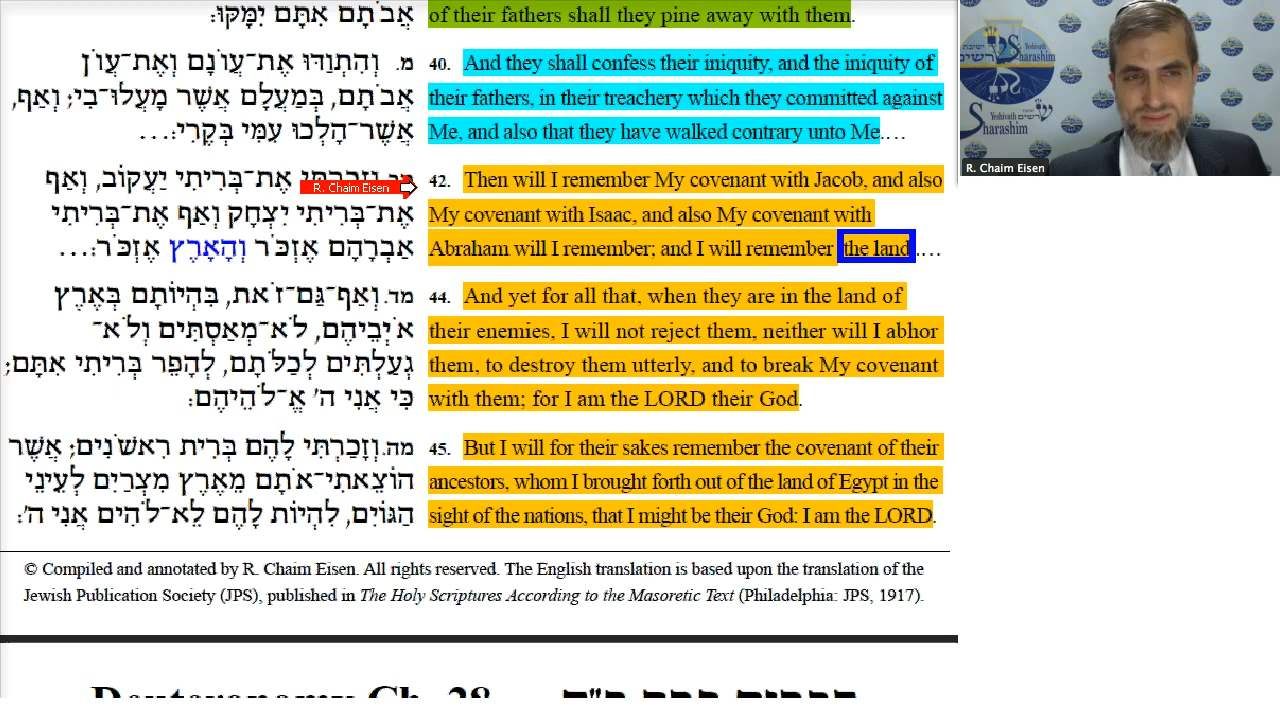 אֲבֹתָם אִתָּם יִמָּקּוּ:
of their fathers shall they pine away with them.
מ. וְהִתְוַדּוּ אֶת־עֲוֹנָם וְאֶת־עֲוֹן
אֲבֹתָם, בְּמַעֲלָם אֲשֶׁר מָעֲלוּ־בִי; וְאַף,
אֲשֶׁר־הָלְכוּ עִמִּי בְּקֶרִי:…
40. And they shall confess their iniquity, and the iniquity of
their fathers, in their treachery which they committed against
Me, and also that they have walked contrary unto Me….
אֶת־בְּרִיתִי יַעֲקוֹב, וְאַף
אֶת־בְּרִיתִי יִצְחָק וְאַף אֶת־בְּרִיתִי
אַבְרָהָם אֶזְכֹּר וְהָאָרֶץ אֶזְכֹּר:…
42. Then will I remember My covenant with Jacob, and also
My covenant with Isaac, and also My covenant with
Abraham will I remember; and I will remember the land….
מד. וְאַף־גַּם־זֹאת, בִּהְיוֹתָם בְּאֶרֶץ
אֹיְבֵיהֶם, לֹא־מְאַסְתִּים וְלֹא־
גְעַלְתִּים לְכַלֹּתָם, לְהָפֵר בְּרִיתִי אִתָּם;
כִּי אֲנִי ה' אֱ־לֹהֵיהֶם:
44. And yet for all that, when they are in the land of
their enemies, I will not reject them, neither will I abhor
them, to destroy them utterly, and to break My covenant
with them; for I am the LORD their God.
מה. וְזָכַרְתִּי לָהֶם בְּרִית רִאשֹׁנִים; אֲשֶׁר
הוֹצֵאתִי־אֹתָם מֵאֶרֶץ מִצְרַיִם לְעֵינֵי
הַגּוֹיִם, לִהְיוֹת לָהֶם לֵא־לֹהִים אֲנִי ה':
45. But I will for their sakes remember the covenant of their
ancestors, whom I brought forth out of the land of Egypt in the
sight of the nations, that I might be their God: I am the LORD.
© Compiled and annotated by R. Chaim Eisen. All rights reserved. The English translation is based upon the translation of the
Jewish Publication Society (JPS), published in The Holy Scriptures According to the Masoretic Text (Philadelphia: JPS, 1917).
R. Chaim Eisen
Yeshivath
Sharashim
Yeshivath
Sharashim
R. Chaim Eisen